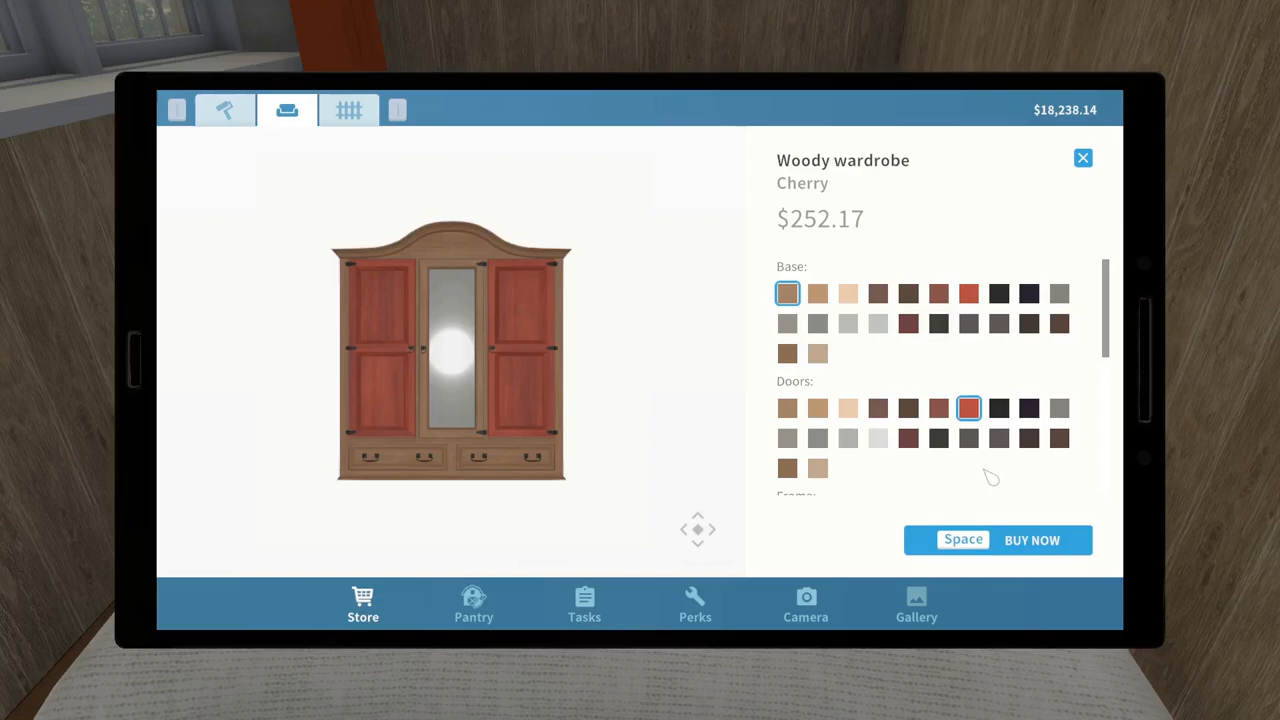 $18,238.14
Woody wardrobe
Cherry
$252.17
Base:
Doors:
Frame:
Space BUY NOW
Store
Pantry
Tasks
Perks
Camera
Gallery